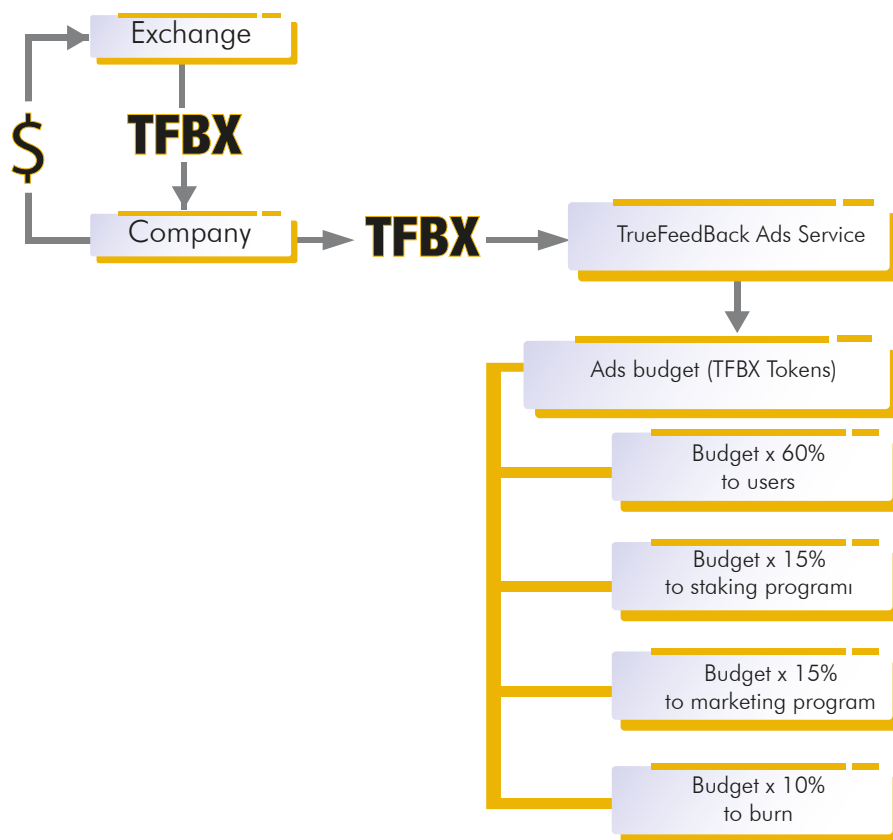 Exchange
$
TFBX
Company
TFBX
TrueFeedBack Ads Service
Ads budget (TFBX Tokens)
Budget x 60%
to users
Budget x 15%
to staking programı
Budget x 15%
to marketing program
Budget x 10%
to burn